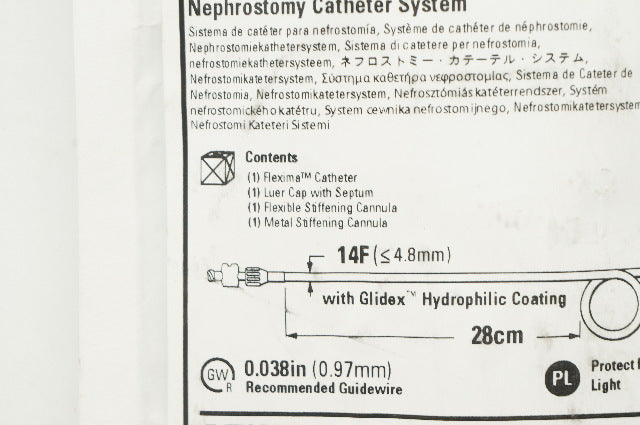 Nephrostomy Catheter System
Sistema de catéter para nefrostomía, Système de cathéter de néphrostomie,
Nephrostomiekathetersystem, Sistema di catetere per nefrostomia,
nefrostomiekathetersysteem, ネフロストミー・カテーテル・システム,
Nefrostomikatetersystem, Σύστημα καθετήρα νεφροστομίας, Sistema de Cateter de
Nefrostomia, Nefrostomikatetersystem, Nefrosztómiás katéterrendszer, Systém
nefrostomického katétru, System cewnika nefrostomijnego, Nefrostomikatetersystem
Nefrostomi Kateteri Sistemi
Contents
(1) Flexima™ Catheter
(1) Luer Cap with Septum
(1) Flexible Stiffening Cannula
(1) Metal Stiffening Cannula
14F (≤4.8mm)
with Glidex™ Hydrophilic Coating
28cm
GW R
0.038in (0.97mm)
Recommended Guidewire
PL
Protect f
Light